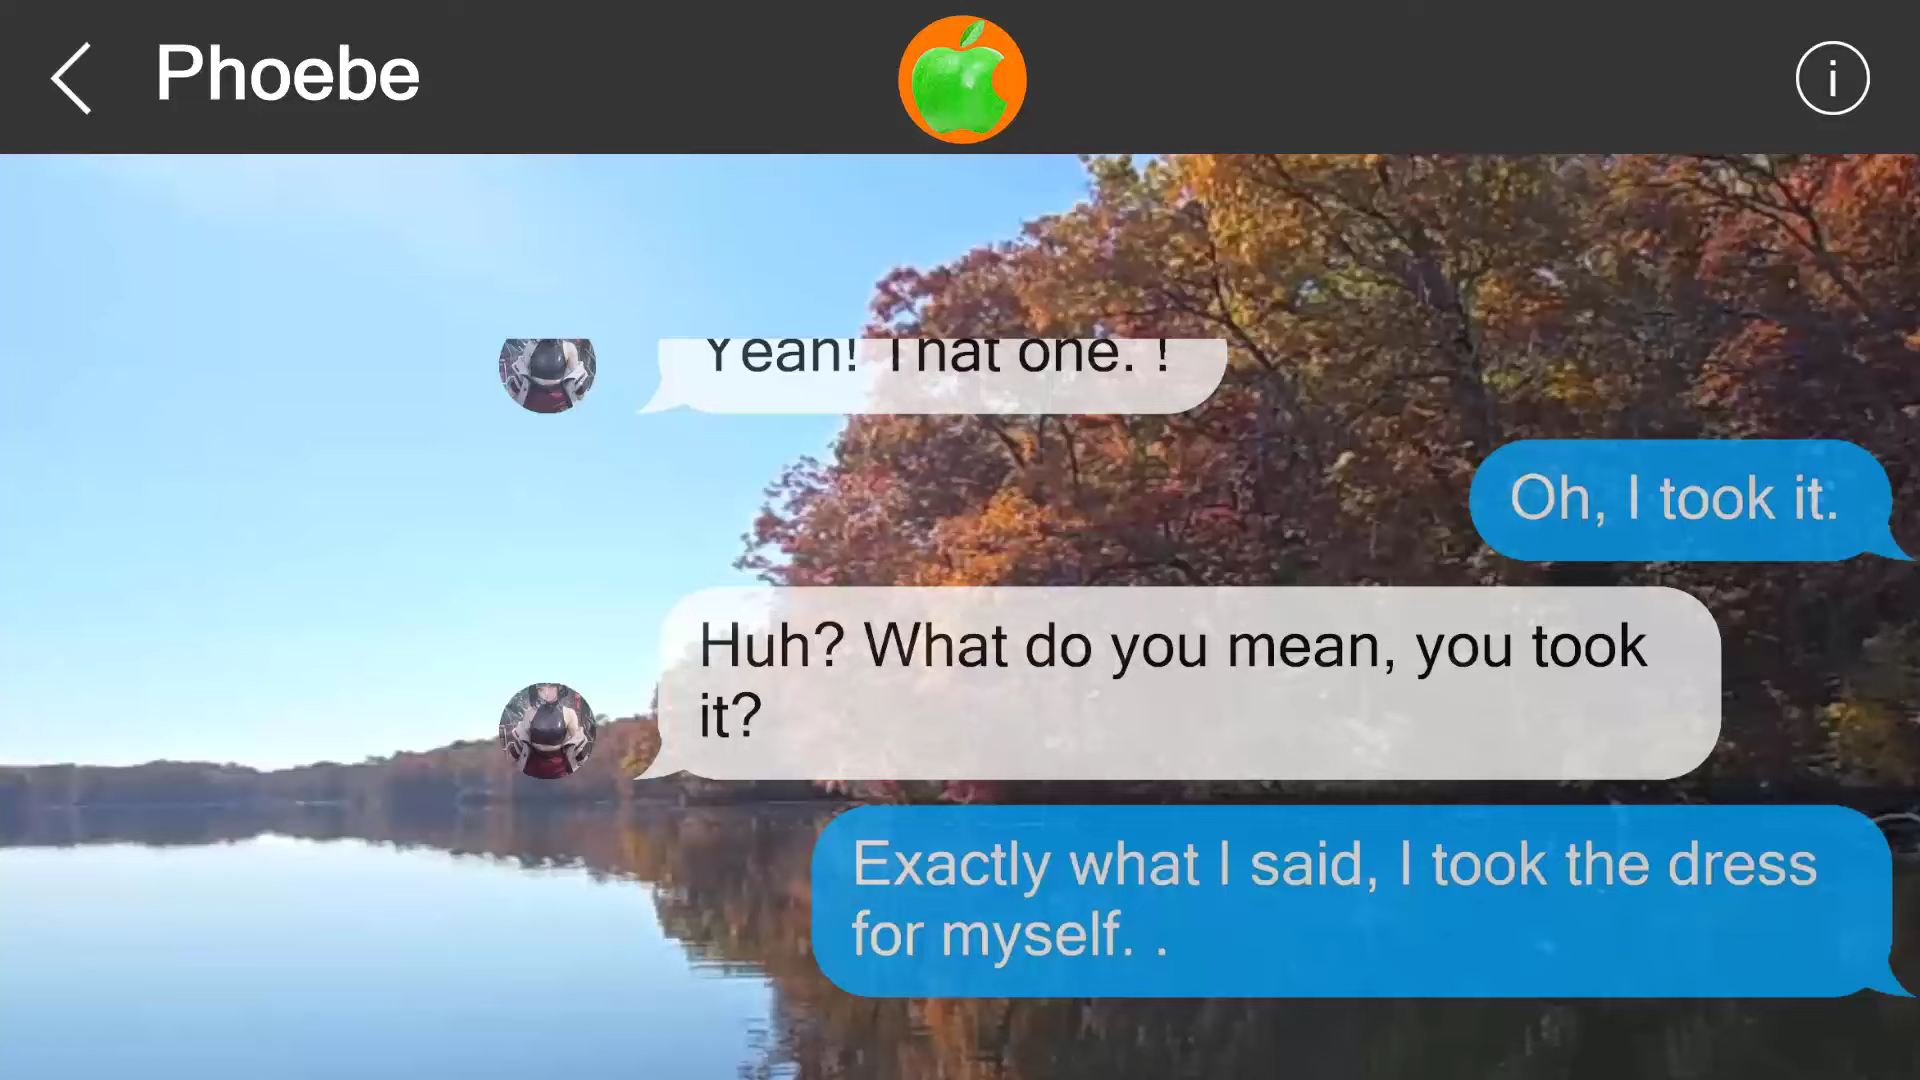 Phoebe
Yeah! That one. !
Oh, I took it.
Huh? What do you mean, you took
it?
Exactly what I said, I took the dress
for myself. .